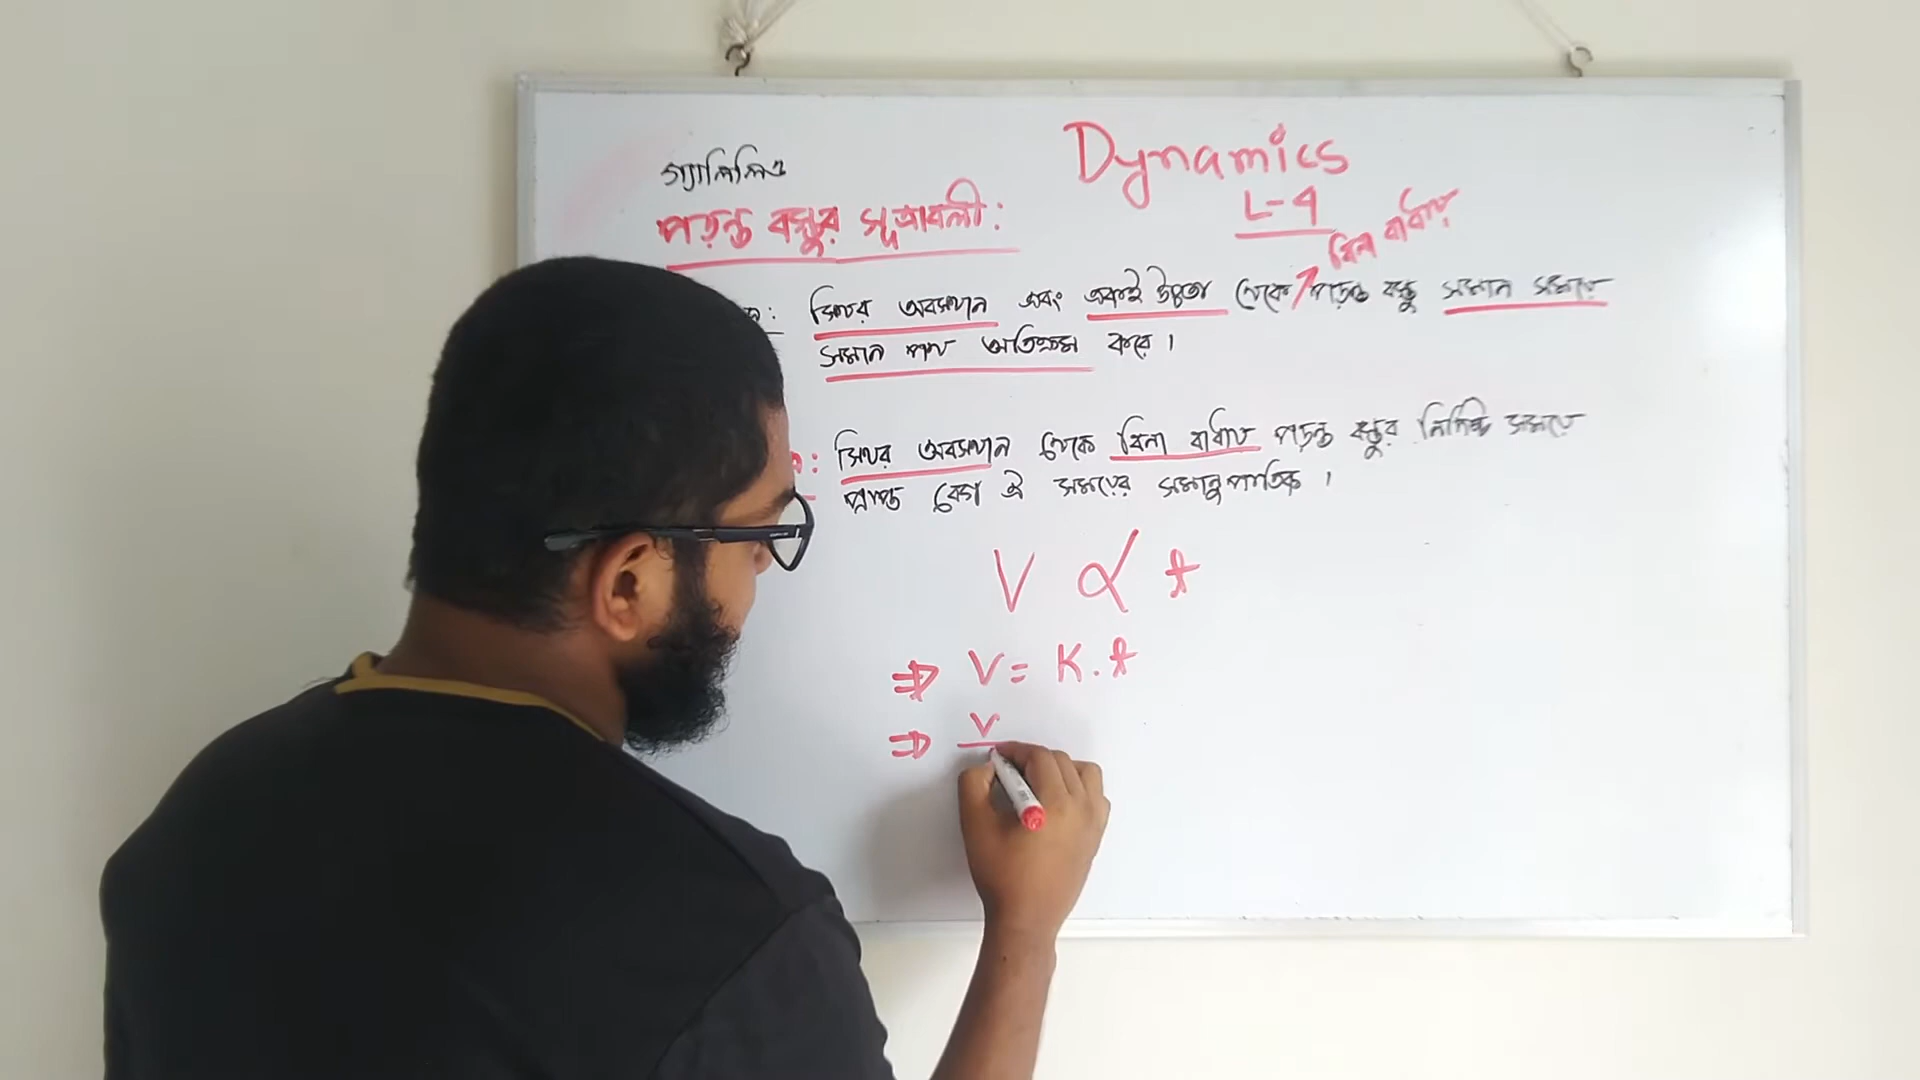 গ্যালিলিও
Dynamics
পড়ন্ত বস্তুর সূত্রাবলী:
L-4
বিনা বাধায়
স্থির অবস্থান এবং একই উচ্চতা থেকে পড়ন্ত বস্তু সমান সময়ে
সমান পথ অতিক্রম করে।
স্থির অবস্থান থেকে বিনা বাধায় পড়ন্ত বস্তুর নির্দিষ্ট সময়ে
প্রাপ্ত বেগ ঐ সময়ের সমানুপাতিক।
V ∝ t
⇒ V = K.t
⇒ V